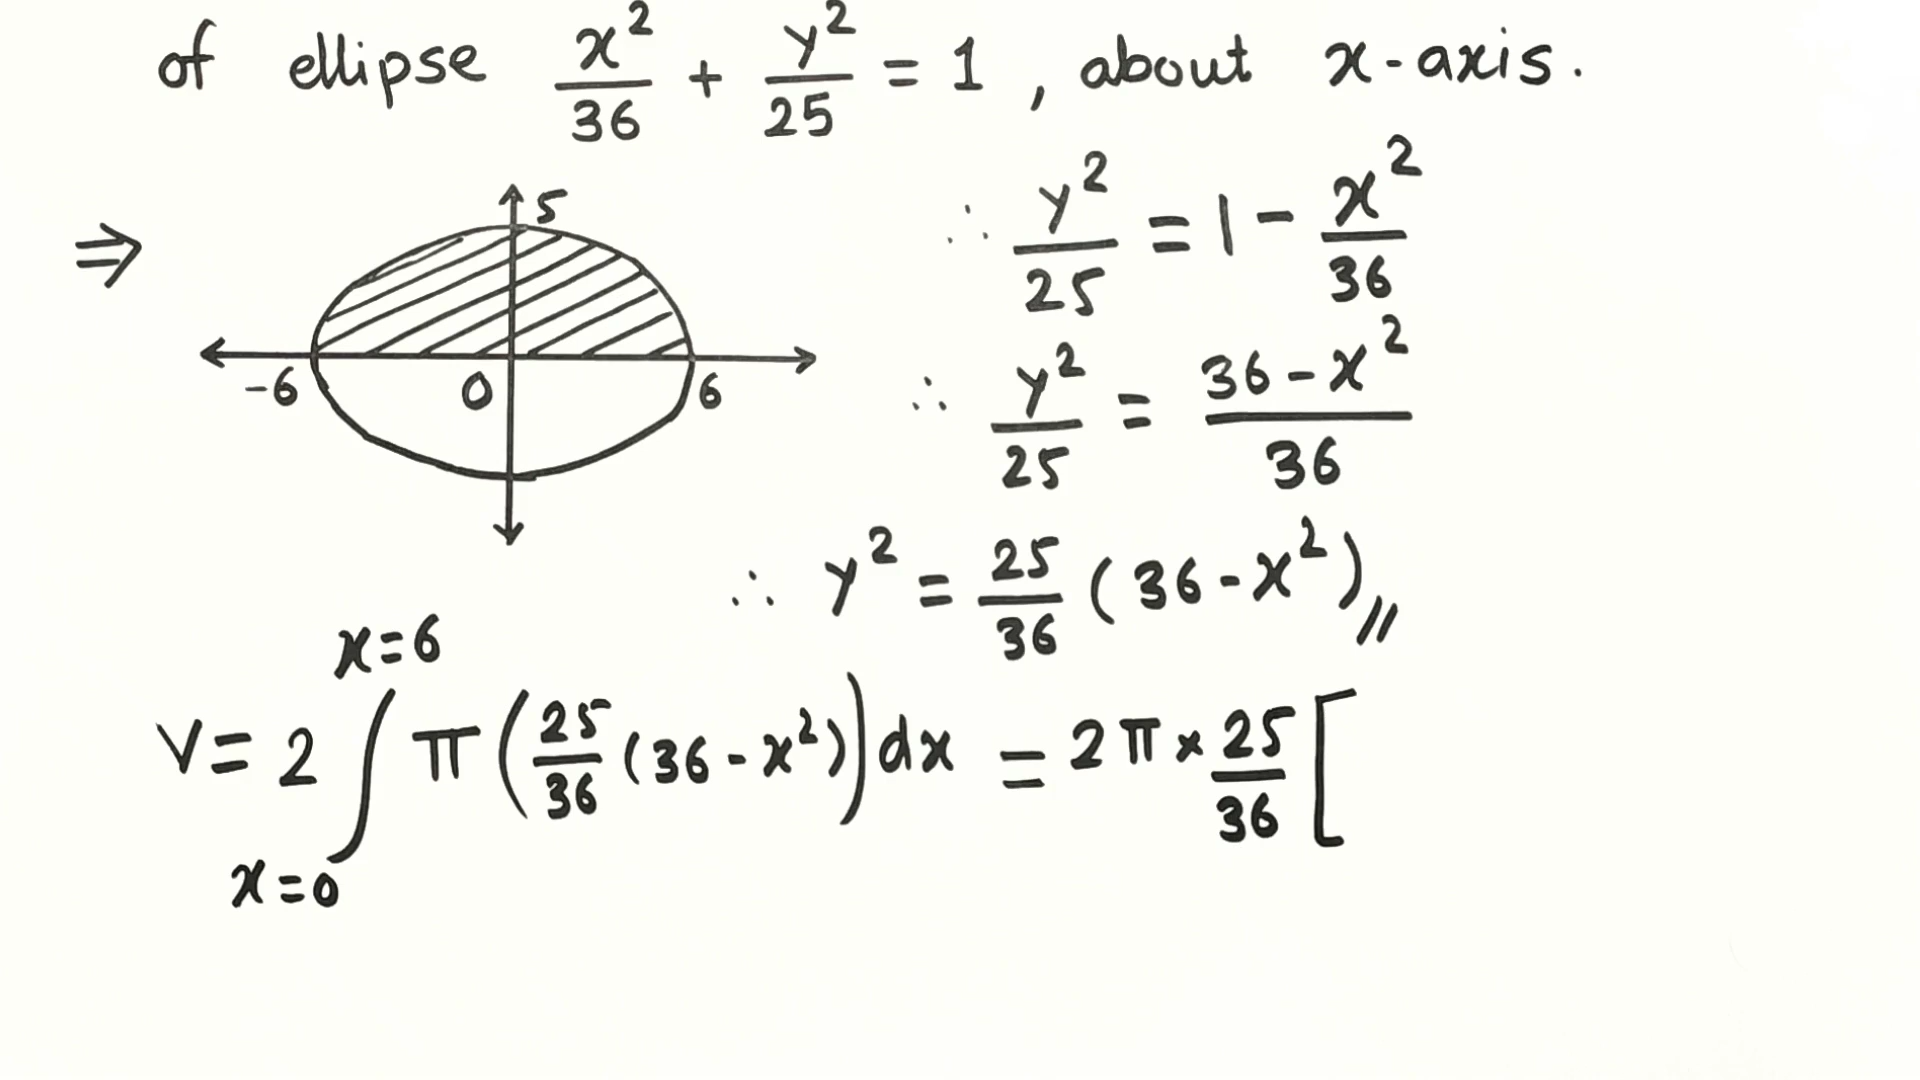 of ellipse x²/36 + y²/25 = 1 , about x-axis.
⇒
5
-6 0 6
∴ y²/25 = 1 - x²/36
∴ y²/25 = (36 - x²)/36
∴ y² = 25/36 (36 - x²)//
x=6
V = 2 ∫ π (25/36 (36 - x²)) dx = 2π × 25/36 [
x=0